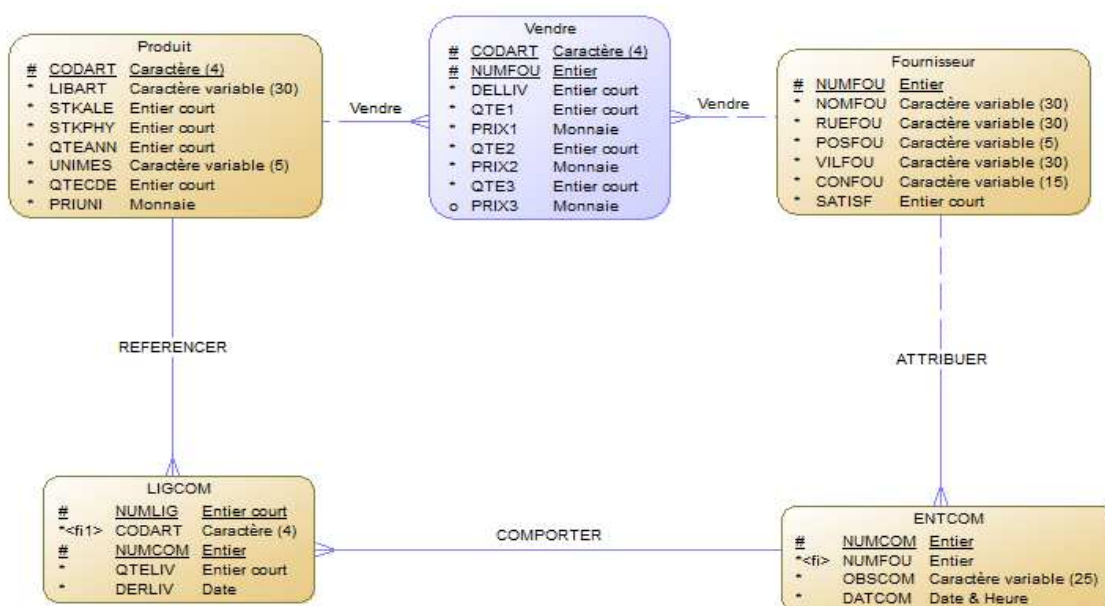 Produit
# CODART Caractère (4)
* LIBART Caractère variable (30)
* STKALE Entier court
* STKPHY Entier court
* QTEANN Entier court
* UNIMES Caractère variable (5)
* QTECDE Entier court
* PRIUNI Monnaie
Vendre
Vendre
# CODART Caractère (4)
# NUMFOU Entier
* DELLIV Entier court
* QTE1 Entier court
* PRIX1 Monnaie
* QTE2 Entier court
* PRIX2 Monnaie
* QTE3 Entier court
o PRIX3 Monnaie
Vendre
Fournisseur
# NUMFOU Entier
* NOMFOU Caractère variable (30)
* RUEFOU Caractère variable (30)
* POSFOU Caractère variable (5)
* VILFOU Caractère variable (30)
* CONFOU Caractère variable (15)
* SATISF Entier court
REFERENCER
ATTRIBUER
LIGCOM
# NUMLIG Entier court
*<fi1> CODART Caractère (4)
# NUMCOM Entier
* QTELIV Entier court
* DERLIV Date
COMPORTER
ENTCOM
# NUMCOM Entier
*<fi> NUMFOU Entier
* OBSCOM Caractère variable (25)
* DATCOM Date & Heure